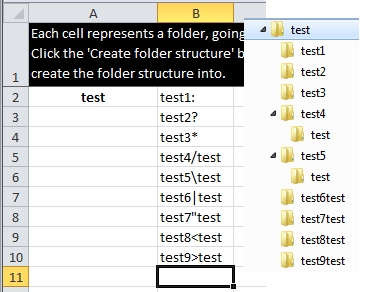 A B
Each cell represents a folder, going
Click the 'Create folder structure' b
1 create the folder structure into.
2 test test1:
3 test2?
4 test3*
5 test4/test
6 test5\test
7 test6|test
8 test7"test
9 test8<test
10 test9>test
11
test
test1
test2
test3
test4
test
test5
test
test6test
test7test
test8test
test9test